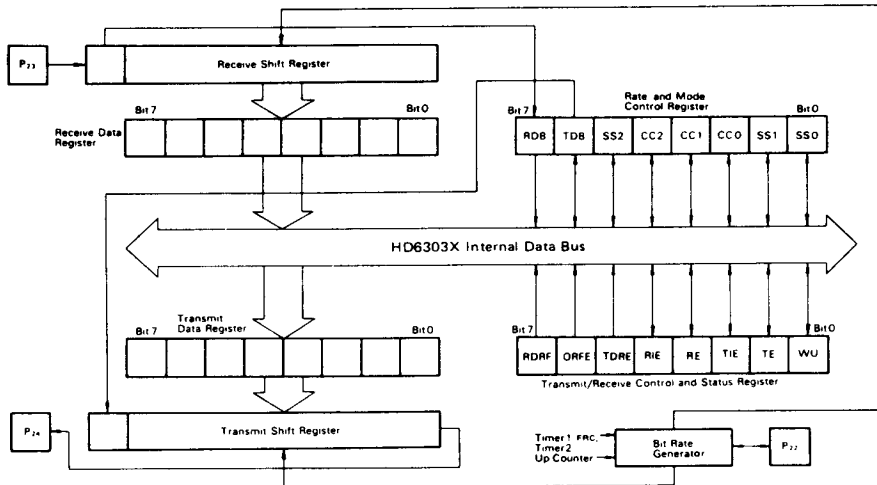 P23
Receive Shift Register
Bit 7
Bit 0
Receive Data
Register
Rate and Mode
Control Register
Bit 7
Bit 0
RDB
TDB
SS2
CC2
CC1
CC0
SS1
SS0
HD6303X Internal Data Bus
Transmit
Data Register
Bit 7
Bit 0
Bit 7
Bit 0
RDRF
ORFE
TDRE
RIE
RE
TIE
TE
WU
Transmit/Receive Control and Status Register
P24
Transmit Shift Register
Timer 1 FRC,
Timer 2
Up Counter
Bit Rate
Generator
P22